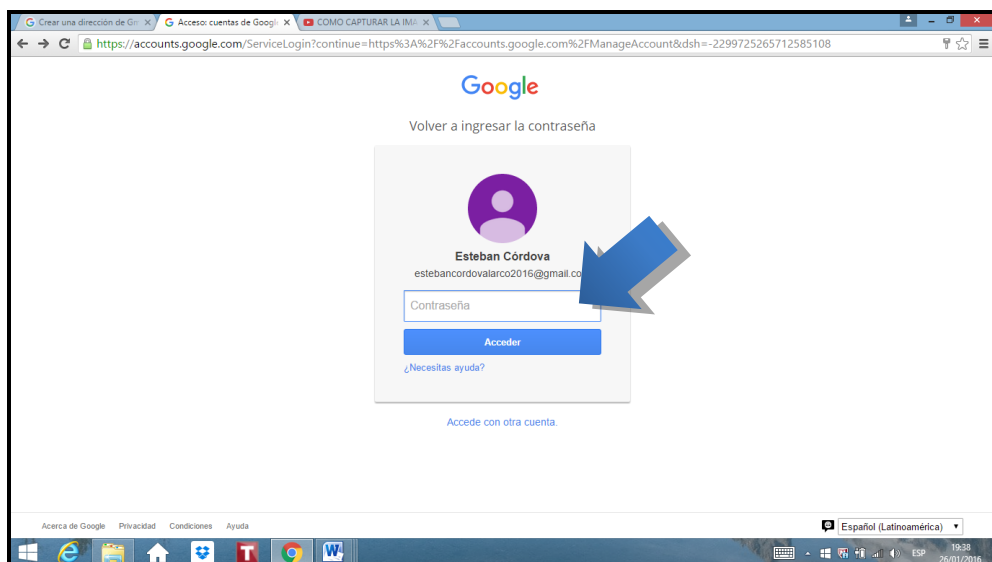 Crear una dirección de Gm
Acceso: cuentas de Googl
COMO CAPTURAR LA IMA
https://accounts.google.com/ServiceLogin?continue=https%3A%2F%2Faccounts.google.com%2FManageAccount&dsh=-2299725265712585108
Google
Volver a ingresar la contraseña
Esteban Córdova
estebancordovalarco2016@gmail.co
Contraseña
Acceder
¿Necesitas ayuda?
Accede con otra cuenta.
Acerca de Google Privacidad Condiciones Ayuda
Español (Latinoamérica)
ESP
19:38
26/01/2016